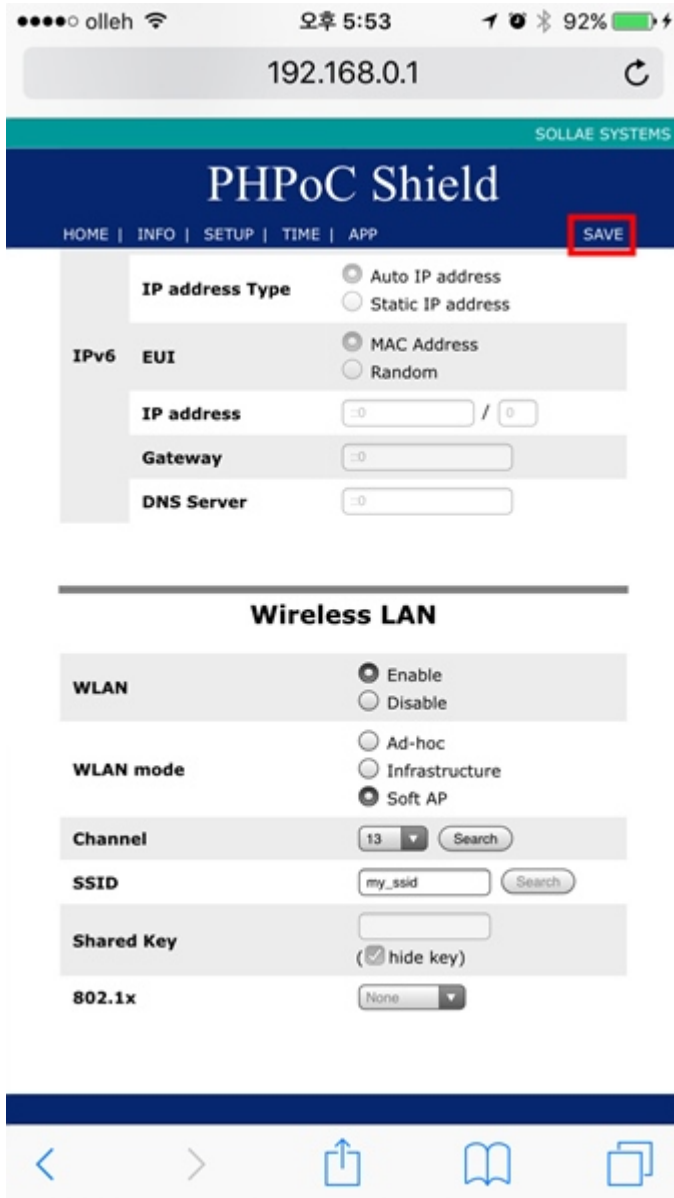 olleh 오후 5:53 92%
192.168.0.1
SOLLAE SYSTEMS
PHPoC Shield
HOME | INFO | SETUP | TIME | APP SAVE
IP address Type Auto IP address
Static IP address
IPv6 EUI MAC Address
Random
IP address ::0 / 0
Gateway ::0
DNS Server ::0
Wireless LAN
WLAN Enable
Disable
WLAN mode Ad-hoc
Infrastructure
Soft AP
Channel 13 Search
SSID my_ssid Search
Shared Key
(hide key)
802.1x None